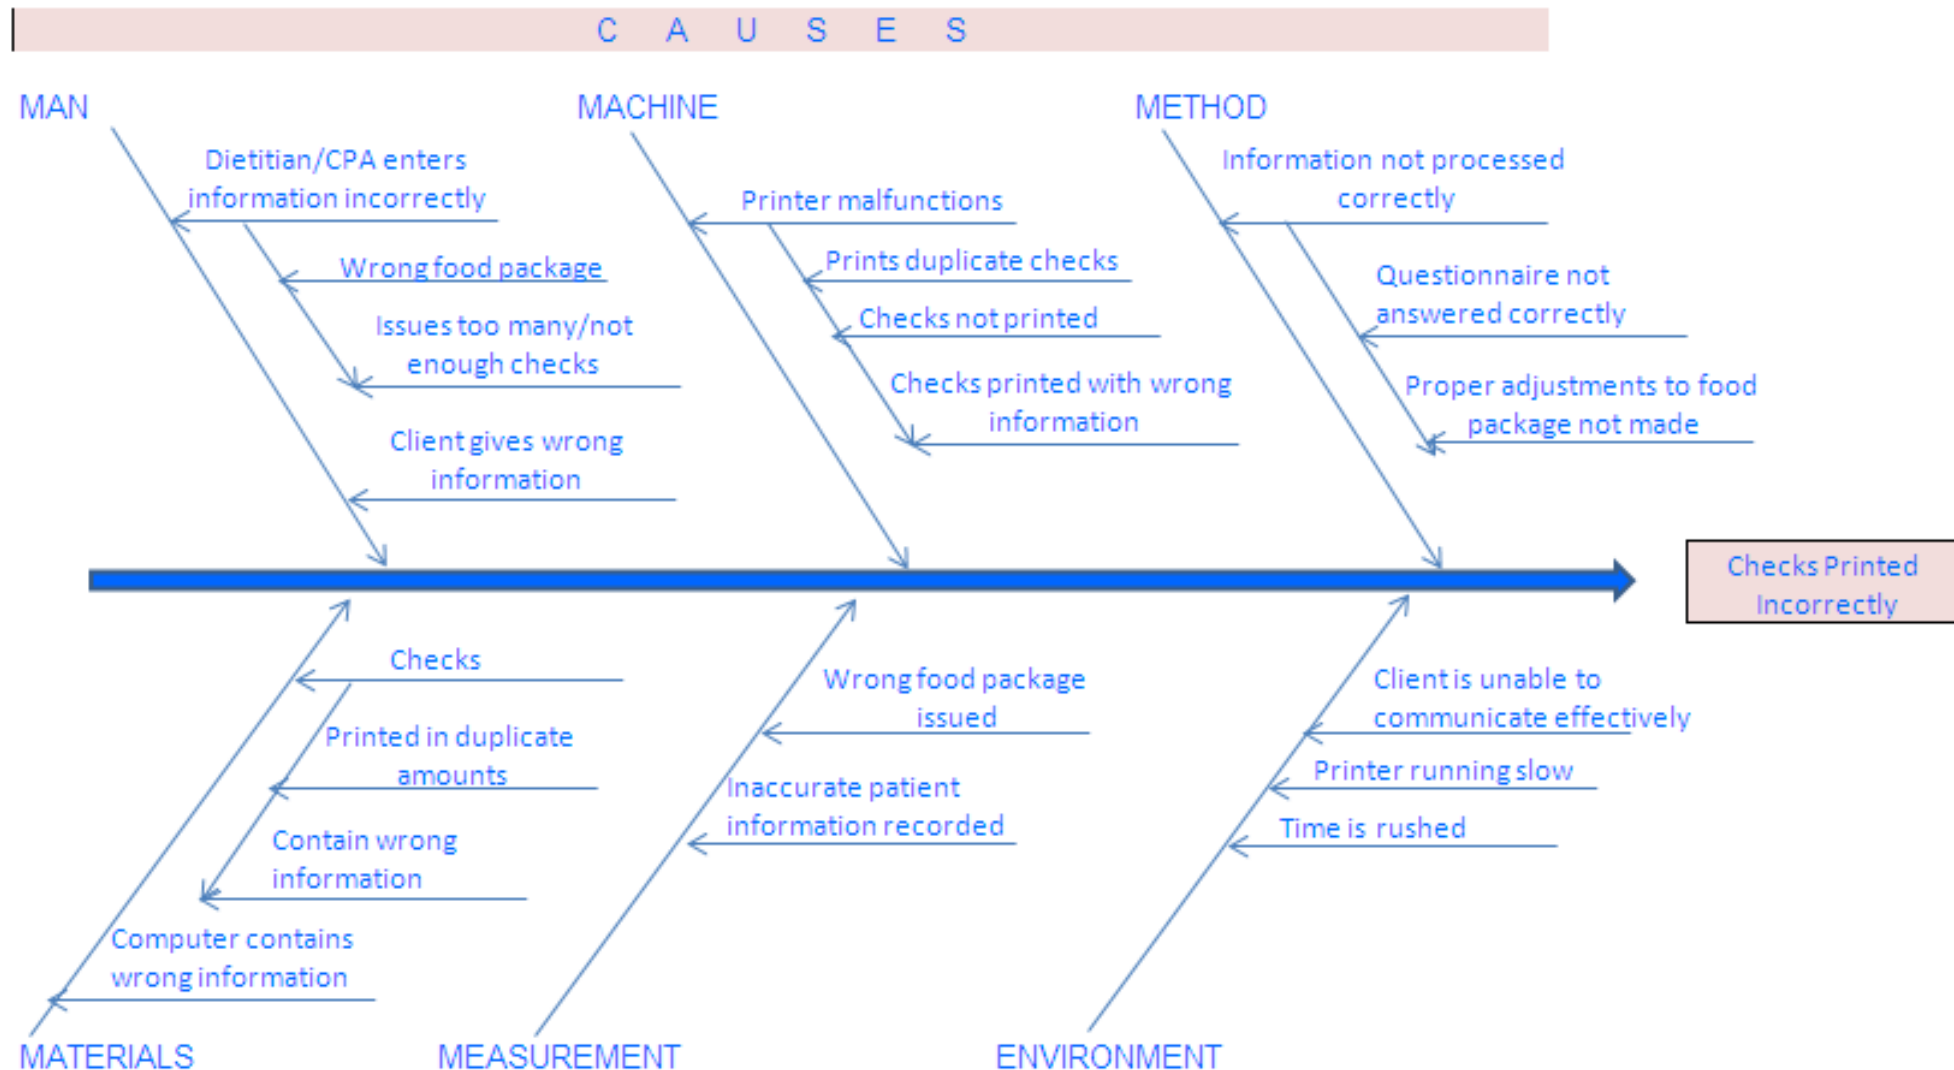 C A U S E S
MAN
MACHINE
METHOD
Dietitian/CPA enters
information incorrectly
Wrong food package
Issues too many/not
enough checks
Client gives wrong
information
Printer malfunctions
Prints duplicate checks
Checks not printed
Checks printed with wrong
information
Information not processed
correctly
Questionnaire not
answered correctly
Proper adjustments to food
package not made
Checks Printed
Incorrectly
Checks
Printed in duplicate
amounts
Contain wrong
information
Computer contains
wrong information
Wrong food package
issued
Inaccurate patient
information recorded
Client is unable to
communicate effectively
Printer running slow
Time is rushed
MATERIALS
MEASUREMENT
ENVIRONMENT